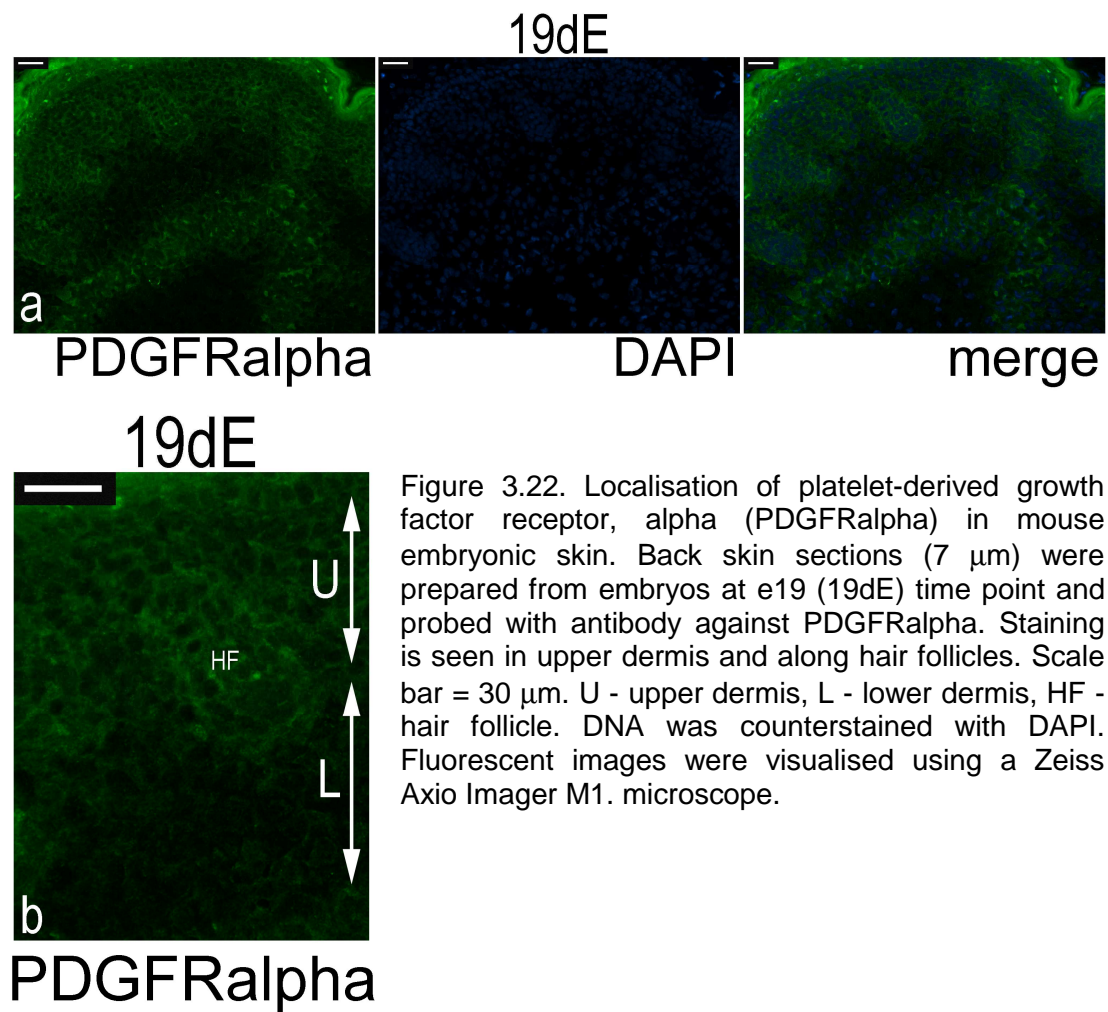 19dE
a
PDGFRalpha DAPI merge
19dE
U
HF
L
b
PDGFRalpha
Figure 3.22. Localisation of platelet-derived growth
factor receptor, alpha (PDGFRalpha) in mouse
embryonic skin. Back skin sections (7 μm) were
prepared from embryos at e19 (19dE) time point and
probed with antibody against PDGFRalpha. Staining
is seen in upper dermis and along hair follicles. Scale
bar = 30 μm. U - upper dermis, L - lower dermis, HF -
hair follicle. DNA was counterstained with DAPI.
Fluorescent images were visualised using a Zeiss
Axio Imager M1. microscope.